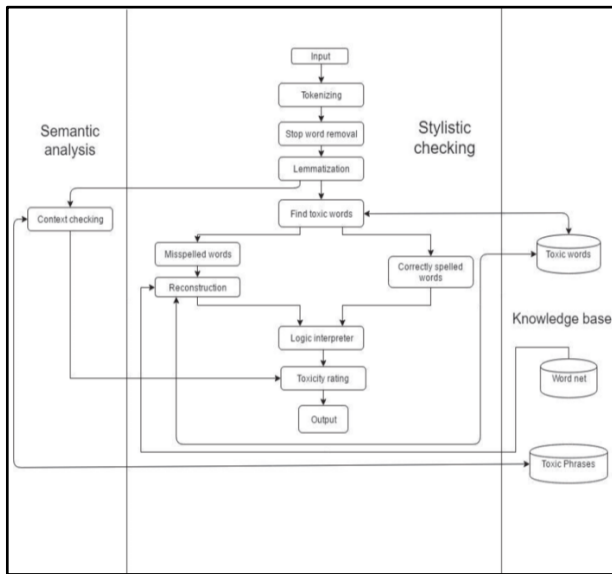 Input
Tokenizing
Semantic
analysis
Stop word removal
Stylistic
checking
Lemmatization
Context checking
Find toxic words
Misspelled words
Correctly spelled
words
Toxic words
Reconstruction
Knowledge base
Logic interpreter
Word net
Toxicity rating
Output
Toxic Phrases